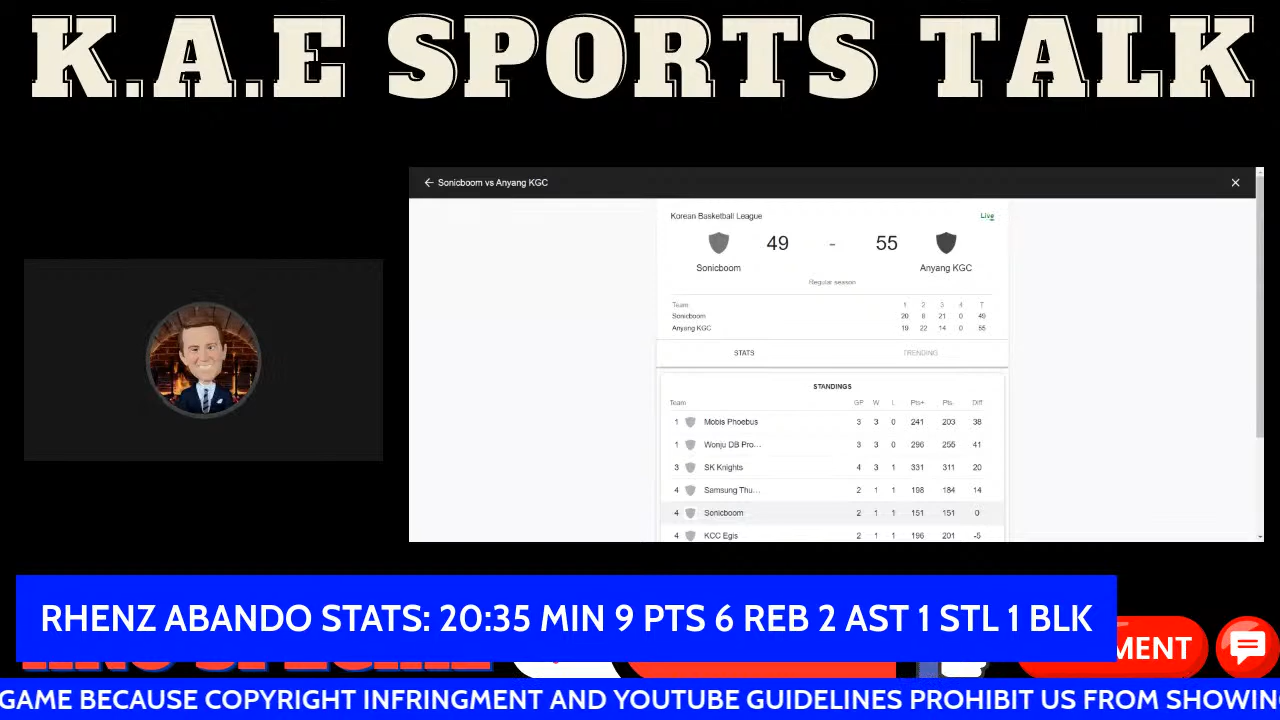 K.A.E SPORTS TALK
Sonicboom vs Anyang KGC
Korean Basketball League
Live
49 - 55
Sonicboom Anyang KGC
Regular season
Team 1 2 3 4 T
Sonicboom 20 8 21 0 49
Anyang KGC 19 22 14 0 55
STATS TRENDING
STANDINGS
Team GP W L Pts+ Pts- Diff
1 Mobis Phoebus 3 3 0 241 203 38
1 Wonju DB Pro... 3 3 0 296 255 41
3 SK Knights 4 3 1 331 311 20
4 Samsung Thu... 2 1 1 198 184 14
4 Sonicboom 2 1 1 151 151 0
4 KCC Egis 2 1 1 196 201 -5
RHENZ ABANDO STATS: 20:35 MIN 9 PTS 6 REB 2 AST 1 STL 1 BLK
MENT
GAME BECAUSE COPYRIGHT INFRINGMENT AND YOUTUBE GUIDELINES PROHIBIT US FROM SHOWIN